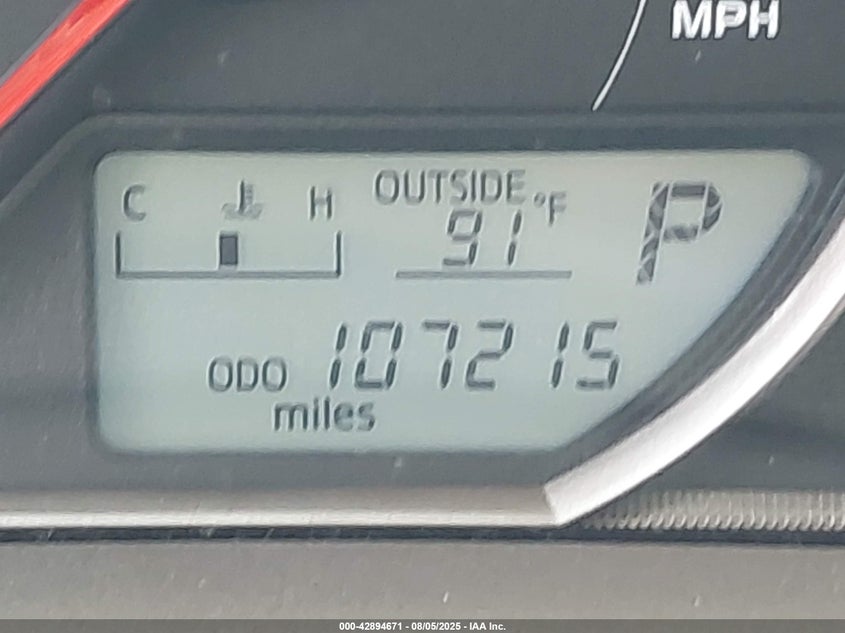 MPH
C H OUTSIDE
91 °F
P
ODO 107215
miles
000-42894671 - 08/05/2025 - IAA Inc.